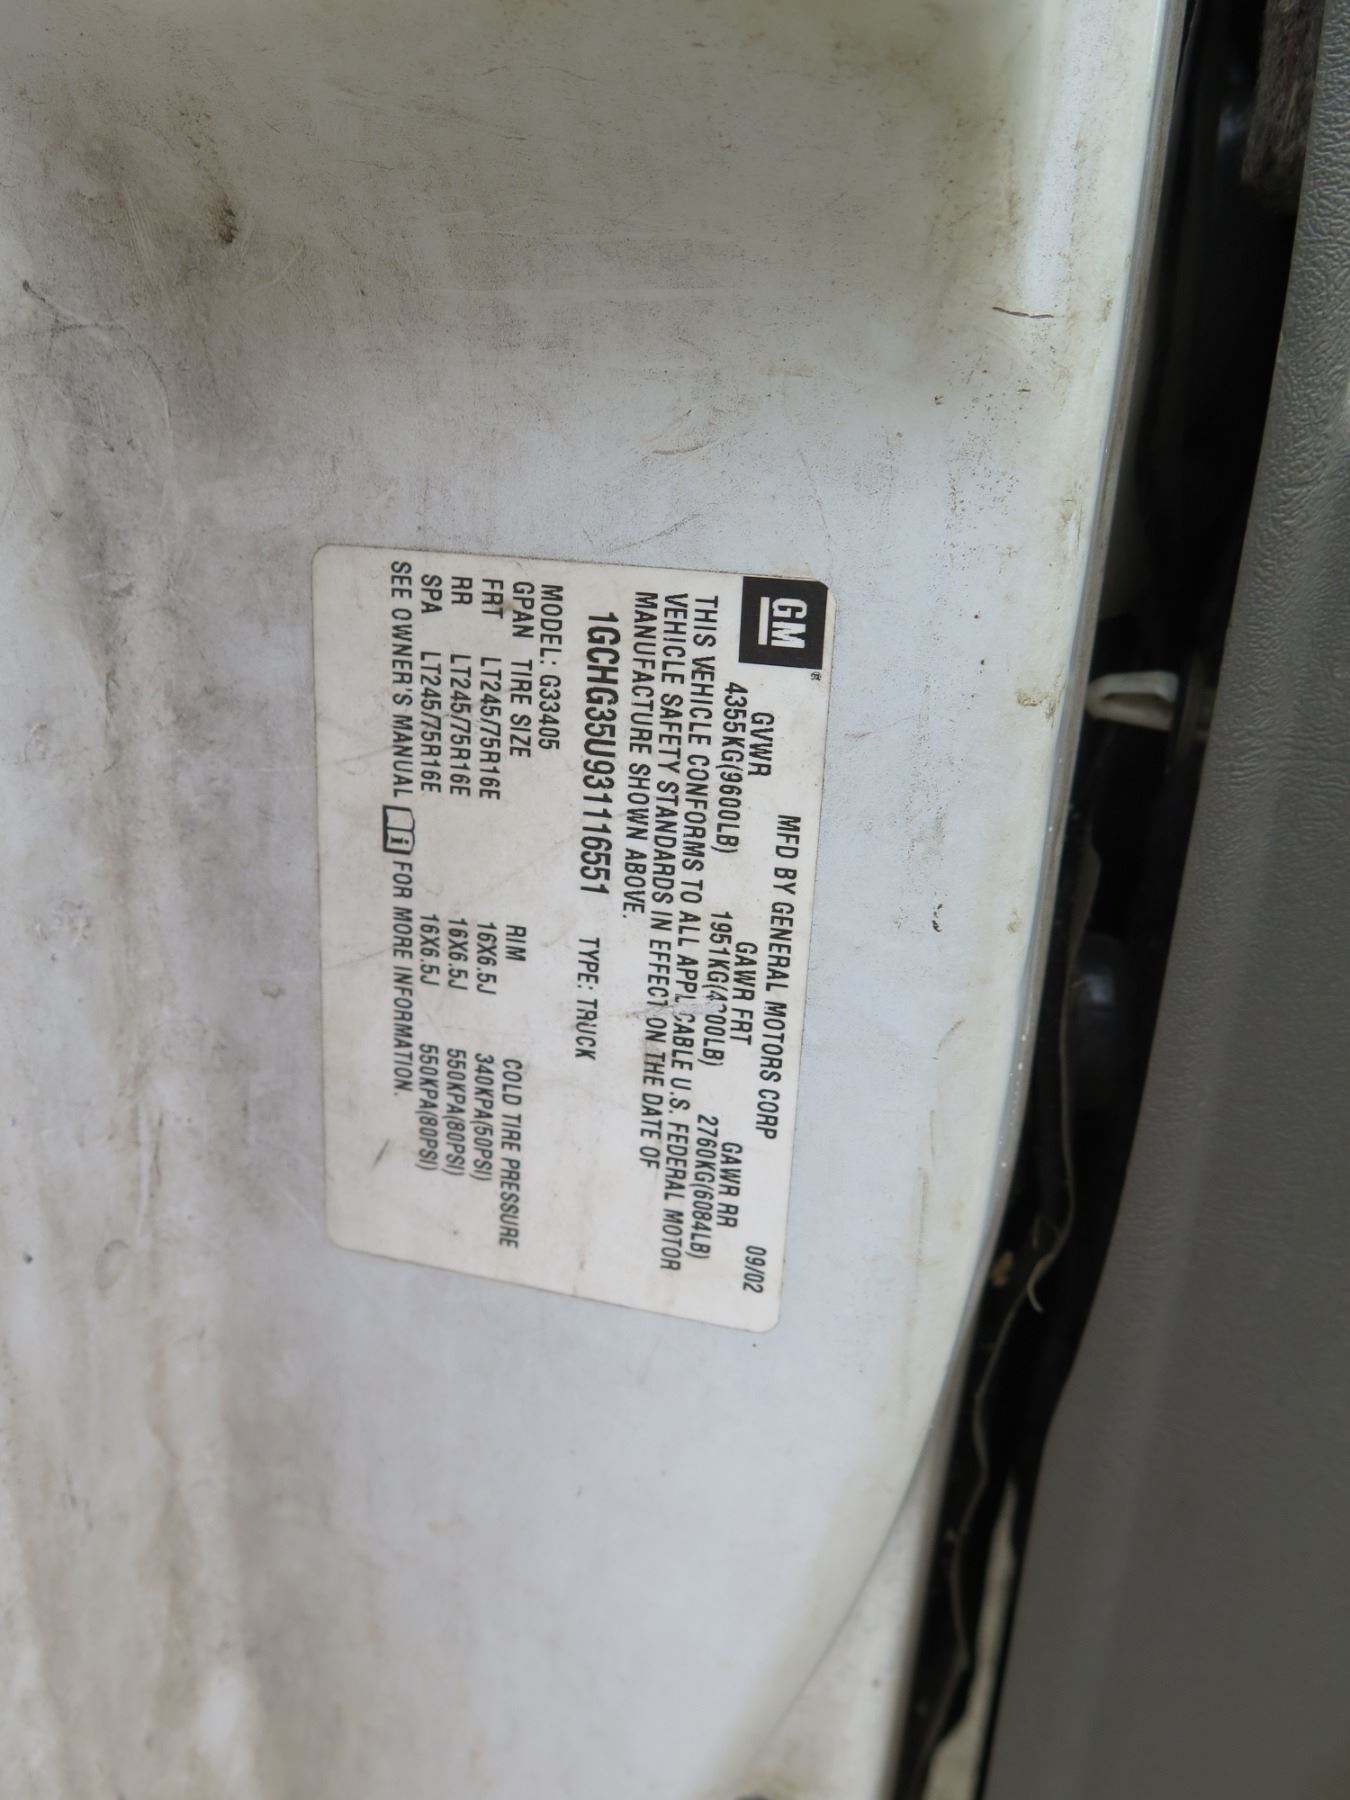 GM®
MFD BY GENERAL MOTORS CORP 09/02
GVWR GAWR FRT GAWR RR
4355KG(9600LB) 2760KG(6084LB)
THIS VEHICLE CONFORMS TO ALL APPLICABLE U.S. FEDERAL MOTOR
VEHICLE SAFETY STANDARDS IN EFFECT ON THE DATE OF
MANUFACTURE SHOWN ABOVE.
1GCHG35U931116551 TYPE: TRUCK
MODEL: G33405
GPAN TIRE SIZE RIM COLD TIRE PRESSURE
FRT LT245/75R16E 16X6.5J 340KPA(50PSI)
RR LT245/75R16E 16X6.5J 550KPA(80PSI)
SPA LT245/75R16E 16X6.5J 550KPA(80PSI)
SEE OWNER'S MANUAL i FOR MORE INFORMATION.